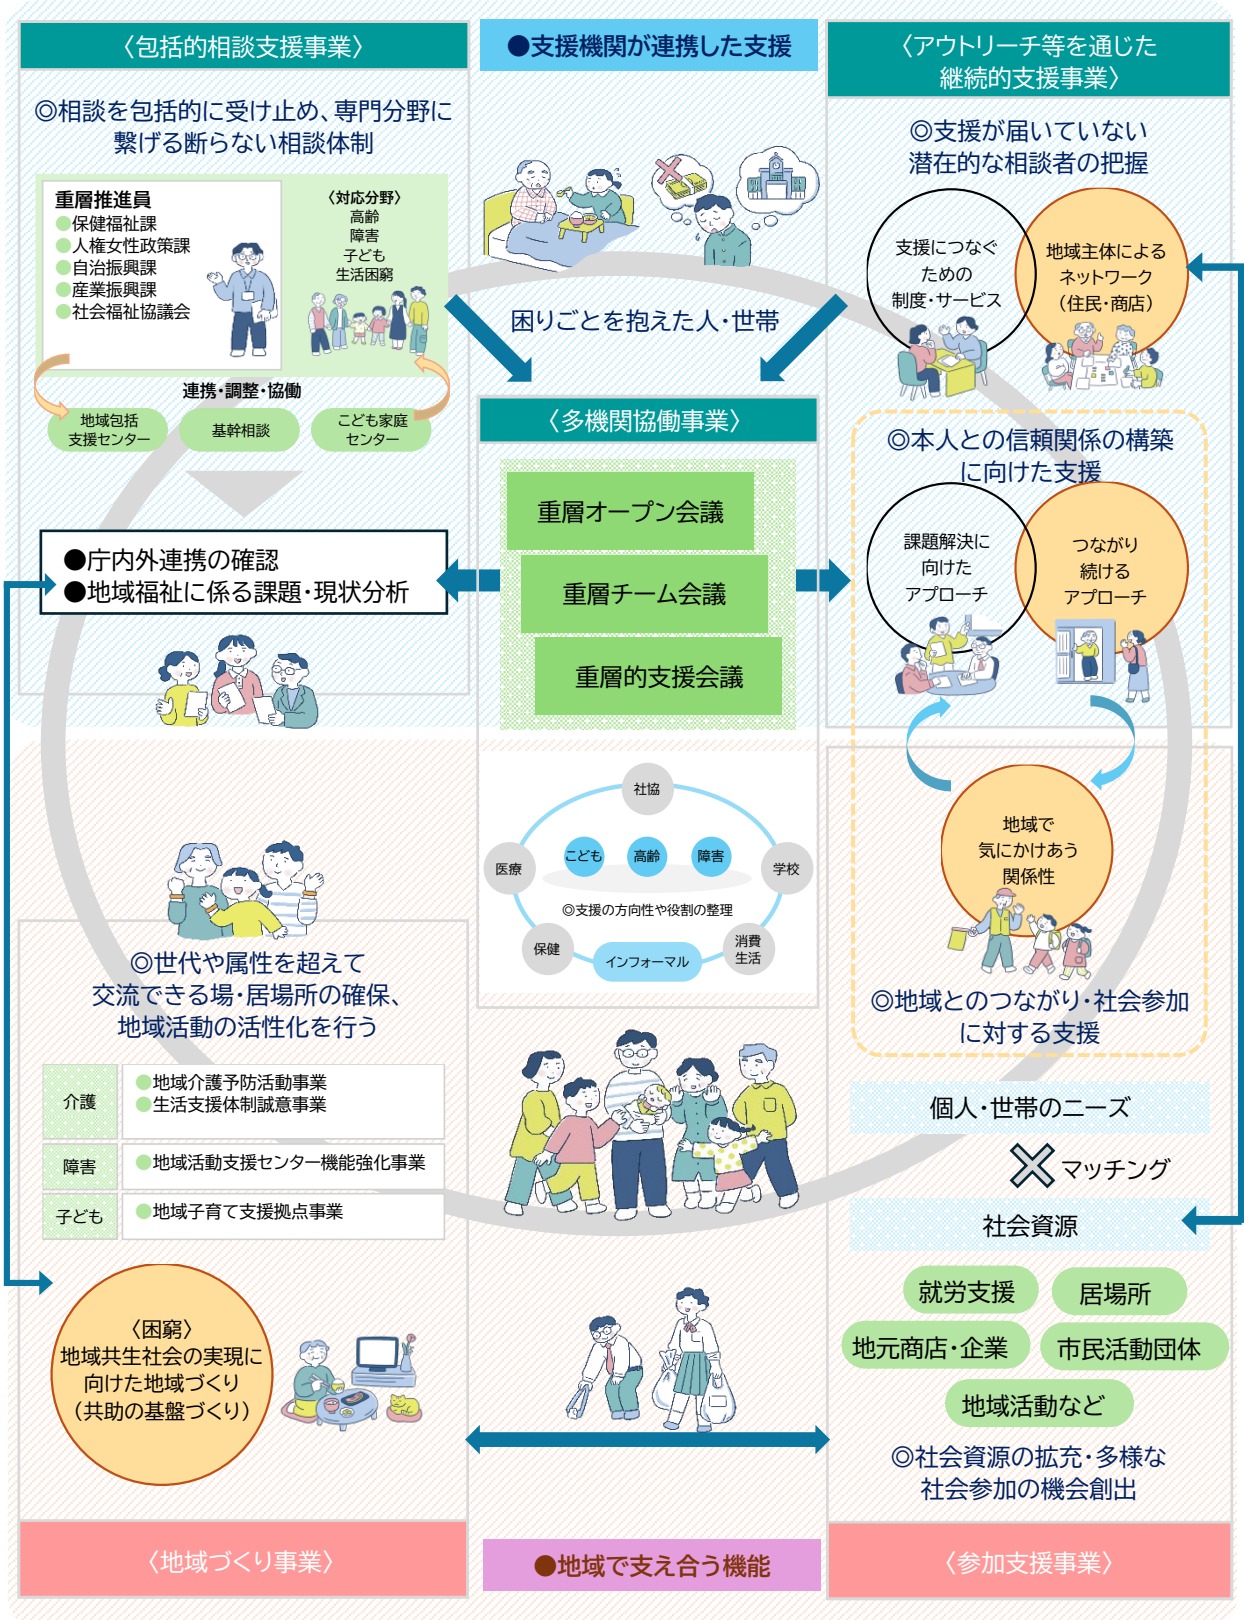 〈包括的相談支援事業〉
◎相談を包括的に受け止め、専門分野に
繋げる断らない相談体制
重層推進員
●保健福祉課
●人権女性政策課
●自治振興課
●産業振興課
●社会福祉協議会
〈対応分野〉
高齢
障害
子ども
生活困窮
連携・調整・協働
地域包括
支援センター
基幹相談
こども家庭
センター
●庁内外連携の確認
●地域福祉に係る課題・現状分析
●支援機関が連携した支援
困りごとを抱えた人・世帯
〈多機関協働事業〉
重層オープン会議
重層チーム会議
重層的支援会議
社協
こども
高齢
障害
医療
学校
◎支援の方向性や役割の整理
保健
インフォーマル
消費
生活
〈アウトリーチ等を通じた
継続的支援事業〉
◎支援が届いていない
潜在的な相談者の把握
支援につなぐ
ための
制度・サービス
地域主体による
ネットワーク
（住民・商店）
◎本人との信頼関係の構築
に向けた支援
課題解決に
向けた
アプローチ
つながり
続ける
アプローチ
地域で
気にかけあう
関係性
◎地域とのつながり・社会参加
に対する支援
個人・世帯のニーズ
マッチング
社会資源
就労支援
居場所
地元商店・企業
市民活動団体
地域活動など
◎社会資源の拡充・多様な
社会参加の機会創出
〈参加支援事業〉
◎世代や属性を超えて
交流できる場・居場所の確保、
地域活動の活性化を行う
介護
●地域介護予防活動事業
●生活支援体制誠意事業
障害
●地域活動支援センター機能強化事業
子ども
●地域子育て支援拠点事業
〈困窮〉
地域共生社会の実現に
向けた地域づくり
（共助の基盤づくり）
〈地域づくり事業〉
●地域で支え合う機能